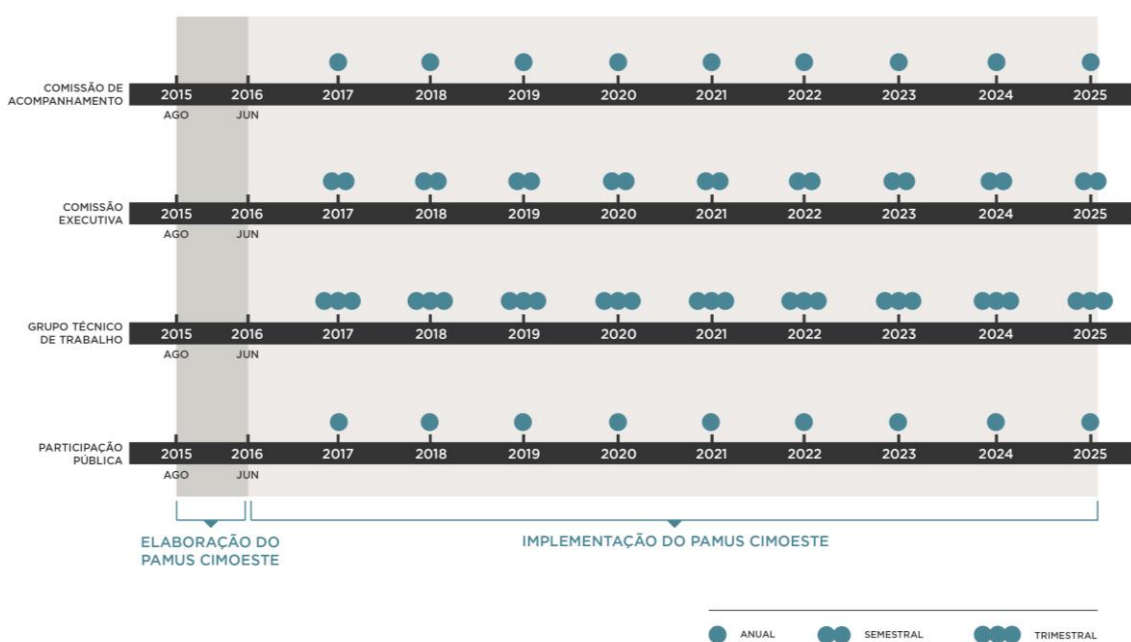 COMISSÃO DE
ACOMPANHAMENTO
2015 2016 2017 2018 2019 2020 2021 2022 2023 2024 2025
AGO JUN
COMISSÃO
EXECUTIVA
2015 2016 2017 2018 2019 2020 2021 2022 2023 2024 2025
AGO JUN
GRUPO TÉCNICO
DE TRABALHO
2015 2016 2017 2018 2019 2020 2021 2022 2023 2024 2025
AGO JUN
PARTICIPAÇÃO
PÚBLICA
2015 2016 2017 2018 2019 2020 2021 2022 2023 2024 2025
AGO JUN
ELABORAÇÃO DO
PAMUS CIMOESTE
IMPLEMENTAÇÃO DO PAMUS CIMOESTE
ANUAL SEMESTRAL TRIMESTRAL